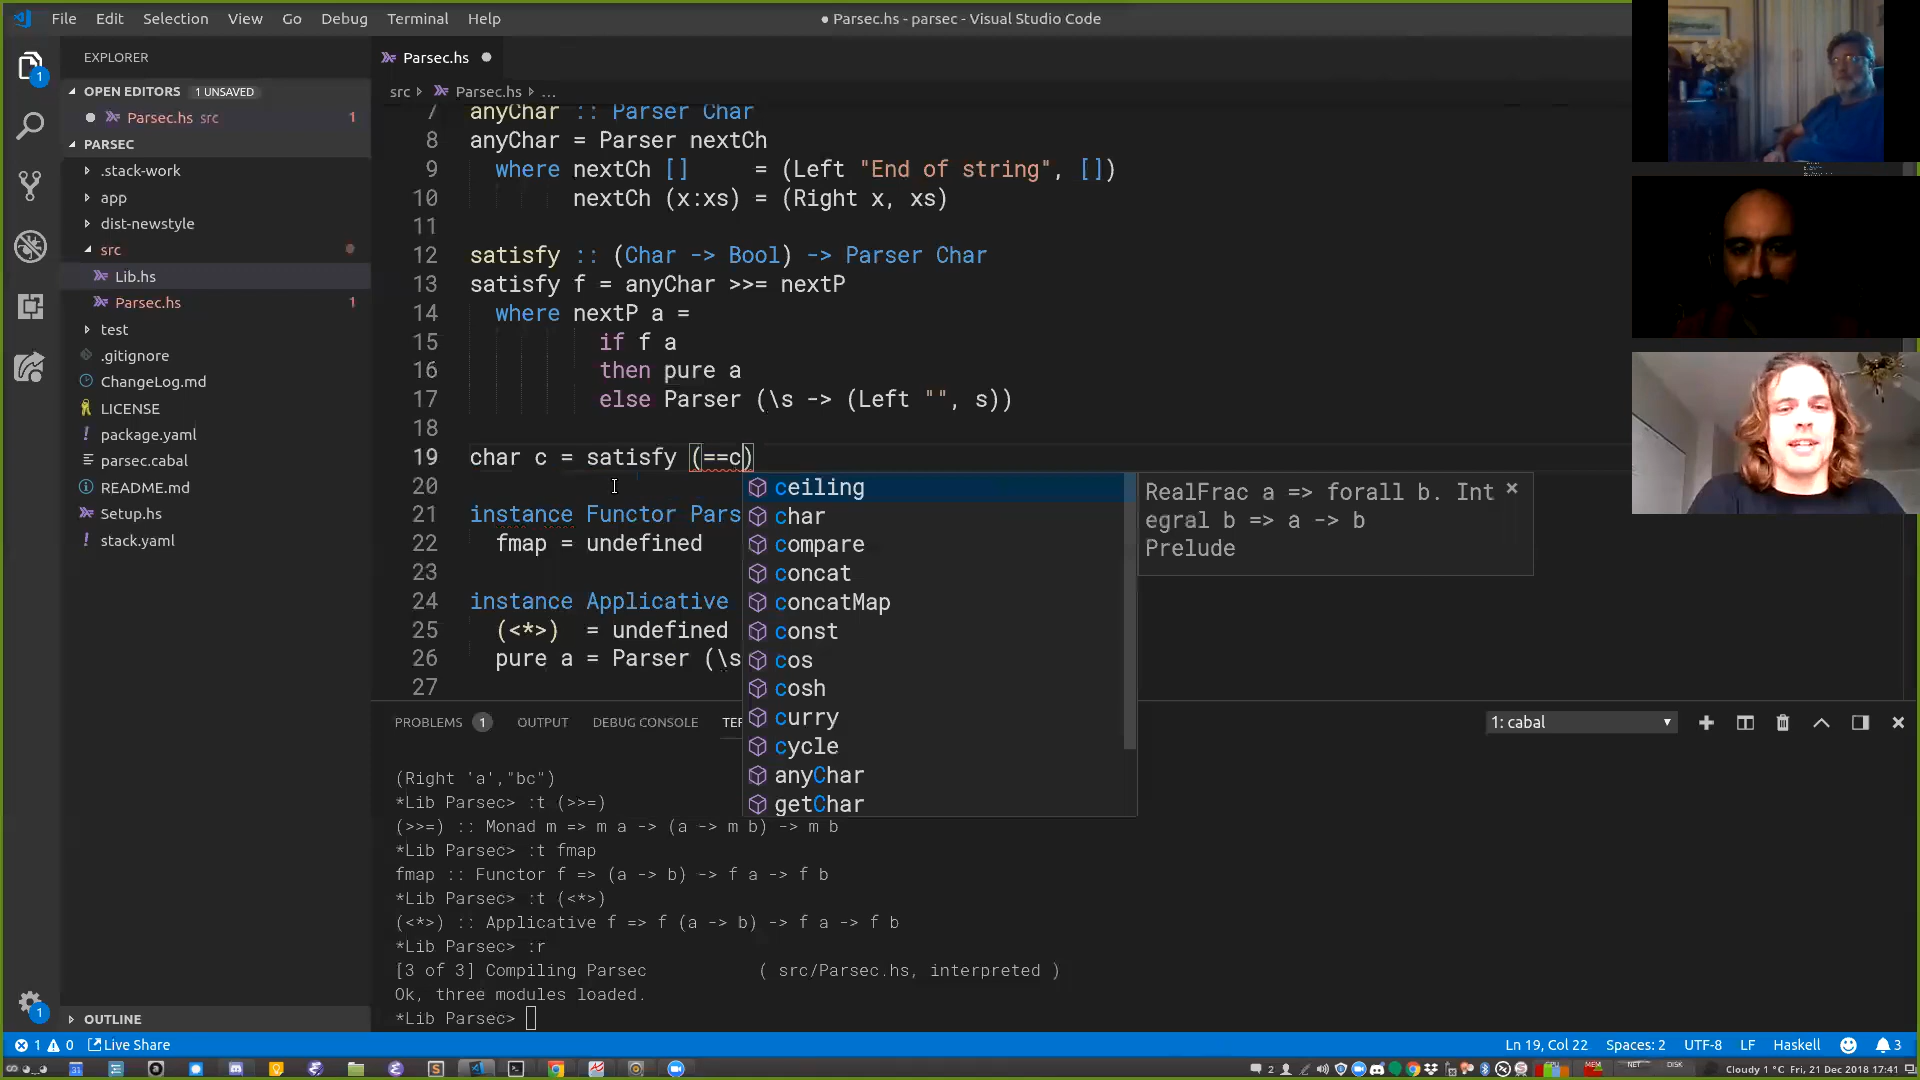 File Edit Selection View Go Debug Terminal Help
● Parsec.hs - parsec - Visual Studio Code
EXPLORER
OPEN EDITORS 1 UNSAVED
Parsec.hs src 1
PARSEC
.stack-work
app
dist-newstyle
src
Lib.hs
Parsec.hs 1
test
.gitignore
ChangeLog.md
LICENSE
package.yaml
parsec.cabal
README.md
Setup.hs
stack.yaml
OUTLINE
Parsec.hs
src Parsec.hs ...
7 anyChar :: Parser Char
8 anyChar = Parser nextCh
9 where nextCh [] = (Left "End of string", [])
10 nextCh (x:xs) = (Right x, xs)
11
12 satisfy :: (Char -> Bool) -> Parser Char
13 satisfy f = anyChar >>= nextP
14 where nextP a =
15 if f a
16 then pure a
17 else Parser (\s -> (Left "", s))
18
19 char c = satisfy (==c)
20
21 instance Functor Pars
22 fmap = undefined
23
24 instance Applicative
25 (<*>) = undefined
26 pure a = Parser (\s
27
ceiling
char
compare
concat
concatMap
const
cos
cosh
curry
cycle
anyChar
getChar
RealFrac a => forall b. Int
egral b => a -> b
Prelude
PROBLEMS 1 OUTPUT DEBUG CONSOLE TER
1: cabal
(Right 'a',"bc")
*Lib Parsec> :t (>>=)
(>>=) :: Monad m => m a -> (a -> m b) -> m b
*Lib Parsec> :t fmap
fmap :: Functor f => (a -> b) -> f a -> f b
*Lib Parsec> :t (<*>)
(<*>) :: Applicative f => f (a -> b) -> f a -> f b
*Lib Parsec> :r
[3 of 3] Compiling Parsec ( src/Parsec.hs, interpreted )
Ok, three modules loaded.
*Lib Parsec>
1 0 Live Share
Ln 19, Col 22 Spaces: 2 UTF-8 LF Haskell 3
Cloudy 1 °C Fri, 21 Dec 2018 17:41